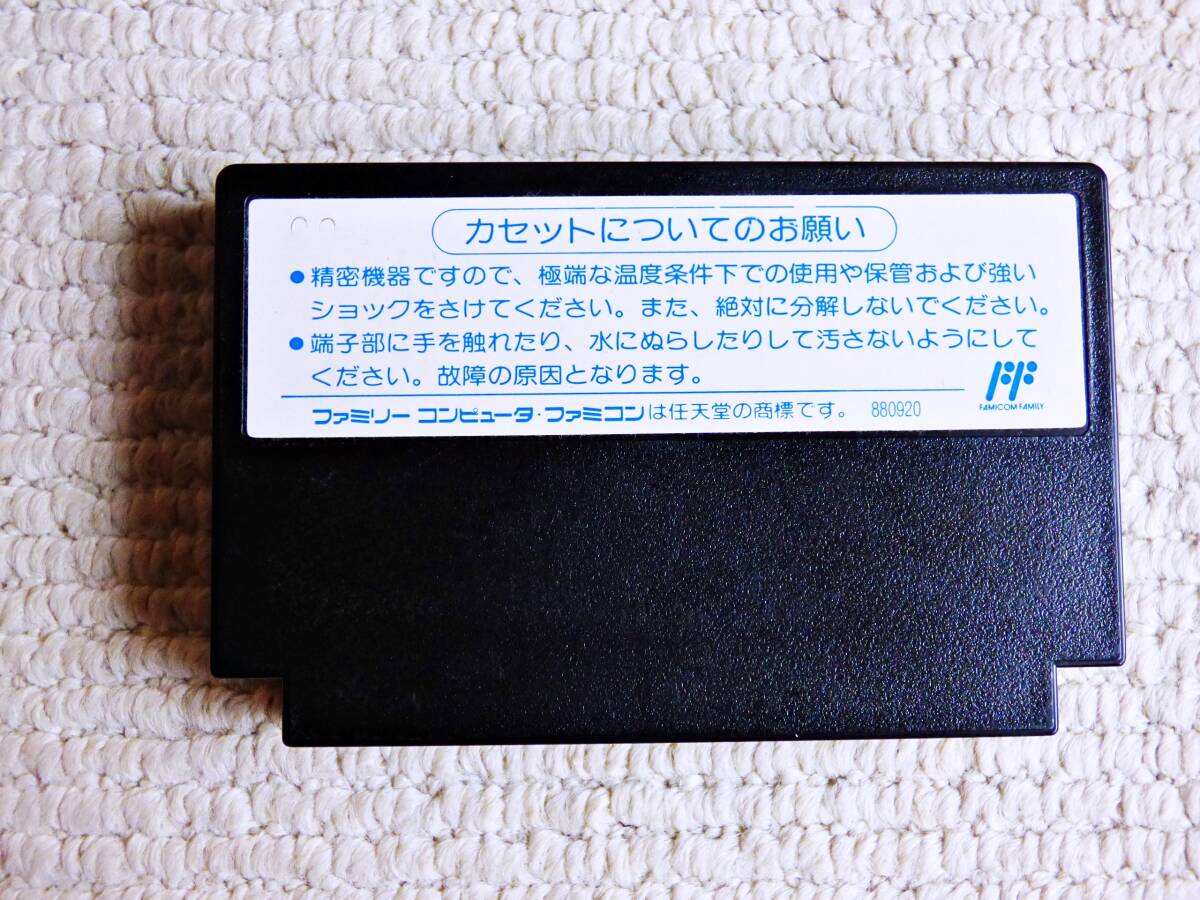 カセットについてのお願い
●精密機器ですので、極端な温度条件下での使用や保管および強い
ショックをさけてください。また、絶対に分解しないでください。
●端子部に手を触れたり、水にぬらしたりして汚さないようにして
ください。故障の原因となります。
FAMICOM FAMILY
ファミリー コンピュータ・ファミコンは任天堂の商標です。 880920